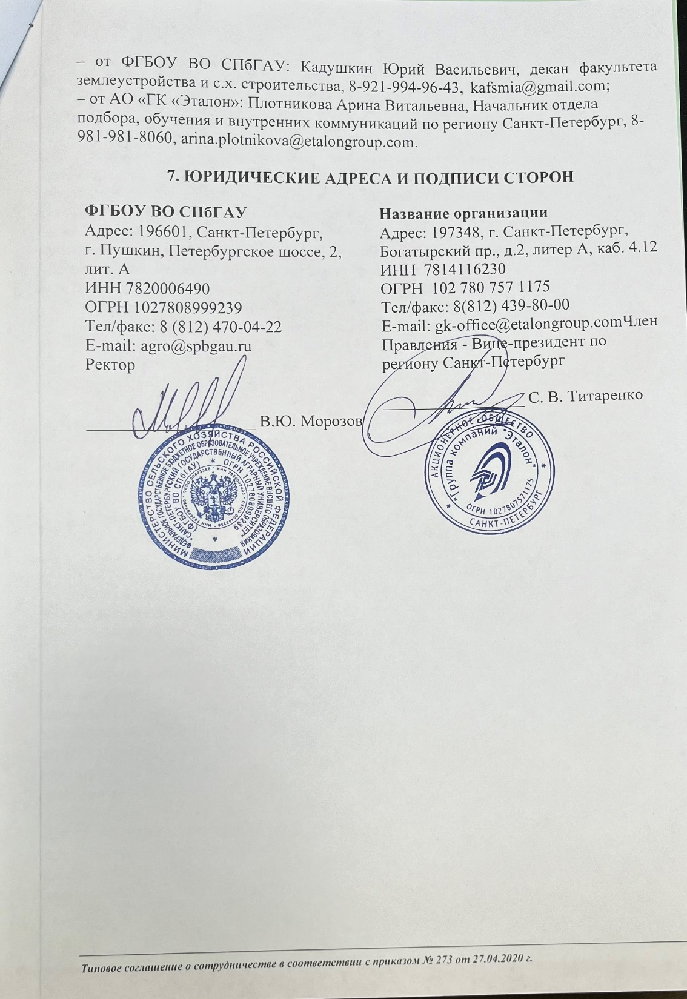 – от ФГБОУ ВО СПбГАУ: Кадушкин Юрий Васильевич, декан факультета
землеустройства и с.х. строительства, 8-921-994-96-43, kafsmia@gmail.com;
– от АО «ГК «Эталон»: Плотникова Арина Витальевна, Начальник отдела
подбора, обучения и внутренних коммуникаций по региону Санкт-Петербург, 8-
981-981-8060, arina.plotnikova@etalongroup.com.
7. ЮРИДИЧЕСКИЕ АДРЕСА И ПОДПИСИ СТОРОН
ФГБОУ ВО СПбГАУ
Адрес: 196601, Санкт-Петербург,
г. Пушкин, Петербургское шоссе, 2,
лит. А
ИНН 7820006490
ОГРН 1027808999239
Тел/факс: 8 (812) 470-04-22
E-mail: agro@spbgau.ru
Ректор
В.Ю. Морозов
Название организации
Адрес: 197348, г. Санкт-Петербург,
Богатырский пр., д.2, литер А, каб. 4.12
ИНН 7814116230
ОГРН 102 780 757 1175
Тел/факс: 8(812) 439-80-00
E-mail: gk-office@etalongroup.comЧлен
Правления - Вице-президент по
региону Санкт-Петербург
С. В. Титаренко
МИНИСТЕРСТВО СЕЛЬСКОГО ХОЗЯЙСТВА РОССИЙСКОЙ ФЕДЕРАЦИИ
ФЕДЕРАЛЬНОЕ ГОСУДАРСТВЕННОЕ БЮДЖЕТНОЕ ОБРАЗОВАТЕЛЬНОЕ УЧРЕЖДЕНИЕ ВЫСШЕГО ОБРАЗОВАНИЯ
"САНКТ-ПЕТЕРБУРГСКИЙ ГОСУДАРСТВЕННЫЙ АГРАРНЫЙ УНИВЕРСИТЕТ"
(ФГБОУ ВО СПбГАУ) * ОГРН 1027808999239
АКЦИОНЕРНОЕ ОБЩЕСТВО
* "Группа компаний "Эталон" *
ОГРН 1027807571175
САНКТ-ПЕТЕРБУРГ
Типовое соглашение о сотрудничестве в соответствии с приказом № 273 от 27.04.2020 г.